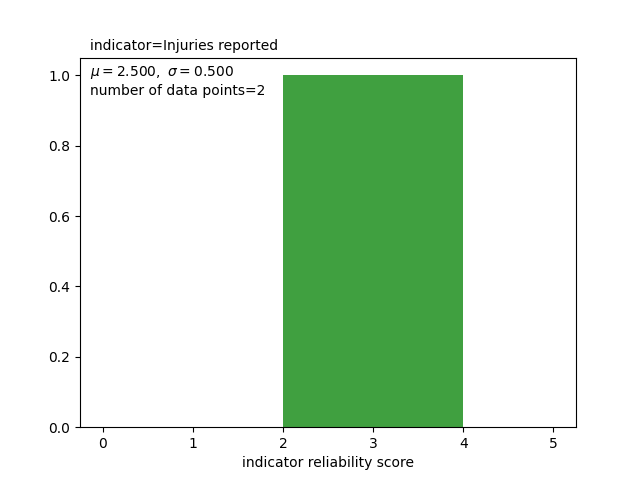 indicator=Injuries reported
μ = 2.500, σ = 0.500
number of data points=2
1.0
0.8
0.6
0.4
0.2
0.0
0 1 2 3 4 5
indicator reliability score